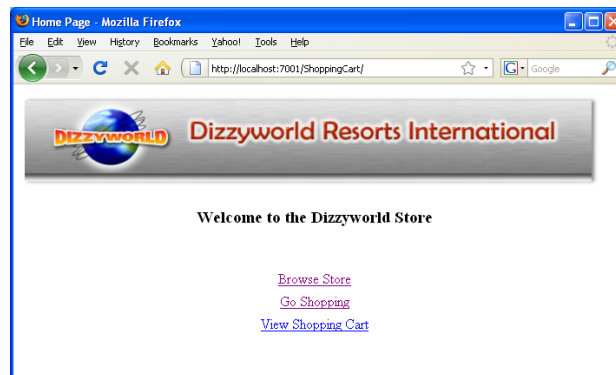 Home Page - Mozilla Firefox
File Edit View History Bookmarks Yahoo! Tools Help
http://localhost:7001/ShoppingCart/ G Google
DIZZYWORLD Dizzyworld Resorts International
Welcome to the Dizzyworld Store
Browse Store
Go Shopping
View Shopping Cart